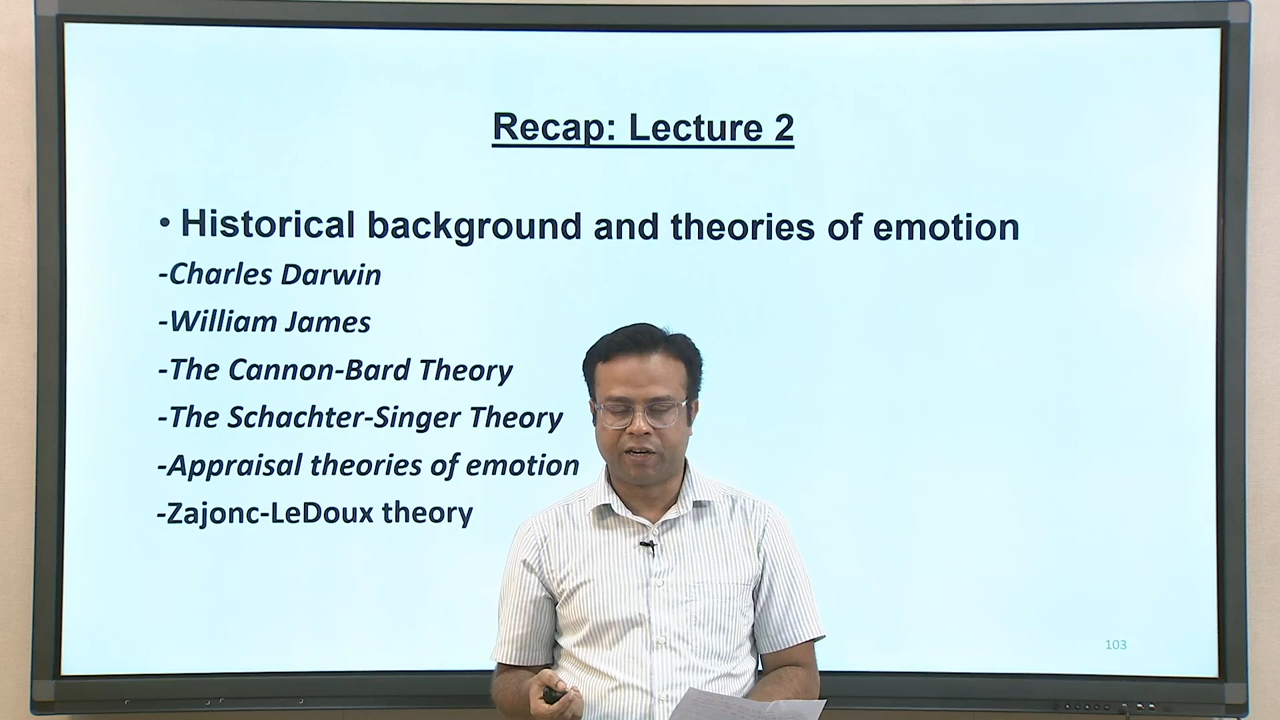 Recap: Lecture 2
• Historical background and theories of emotion
-Charles Darwin
-William James
-The Cannon-Bard Theory
-The Schachter-Singer Theory
-Appraisal theories of emotion
-Zajonc-LeDoux theory
103